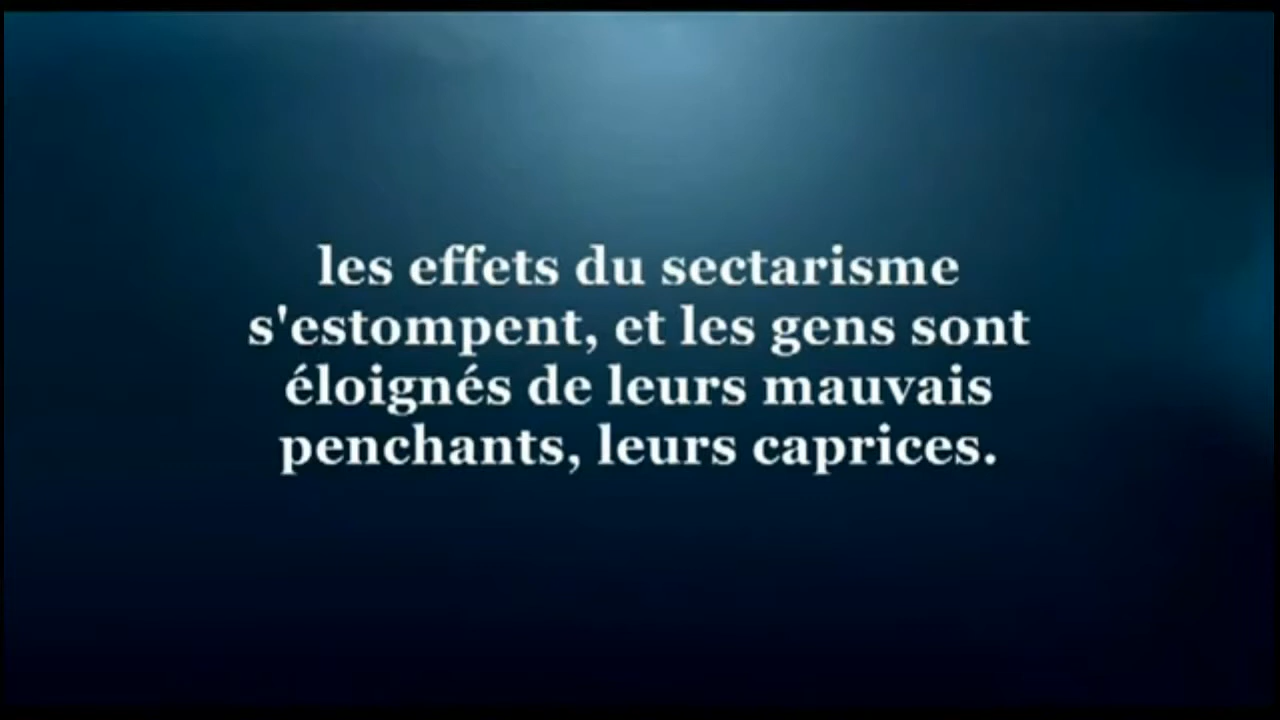 les effets du sectarisme
s'estompent, et les gens sont
éloignés de leurs mauvais
penchants, leurs caprices.